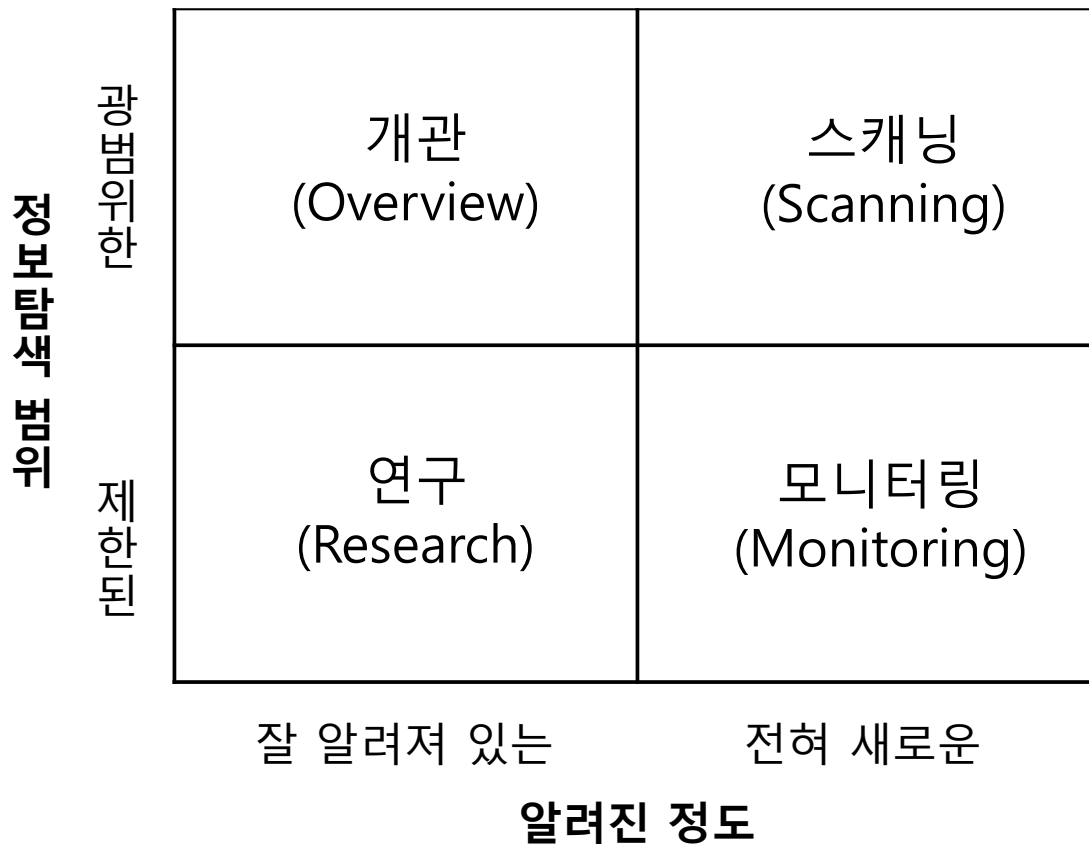 정보탐색 범위
광범위한
개관
(Overview)
스캐닝
(Scanning)
제한된
연구
(Research)
모니터링
(Monitoring)
잘 알려져 있는
전혀 새로운
알려진 정도